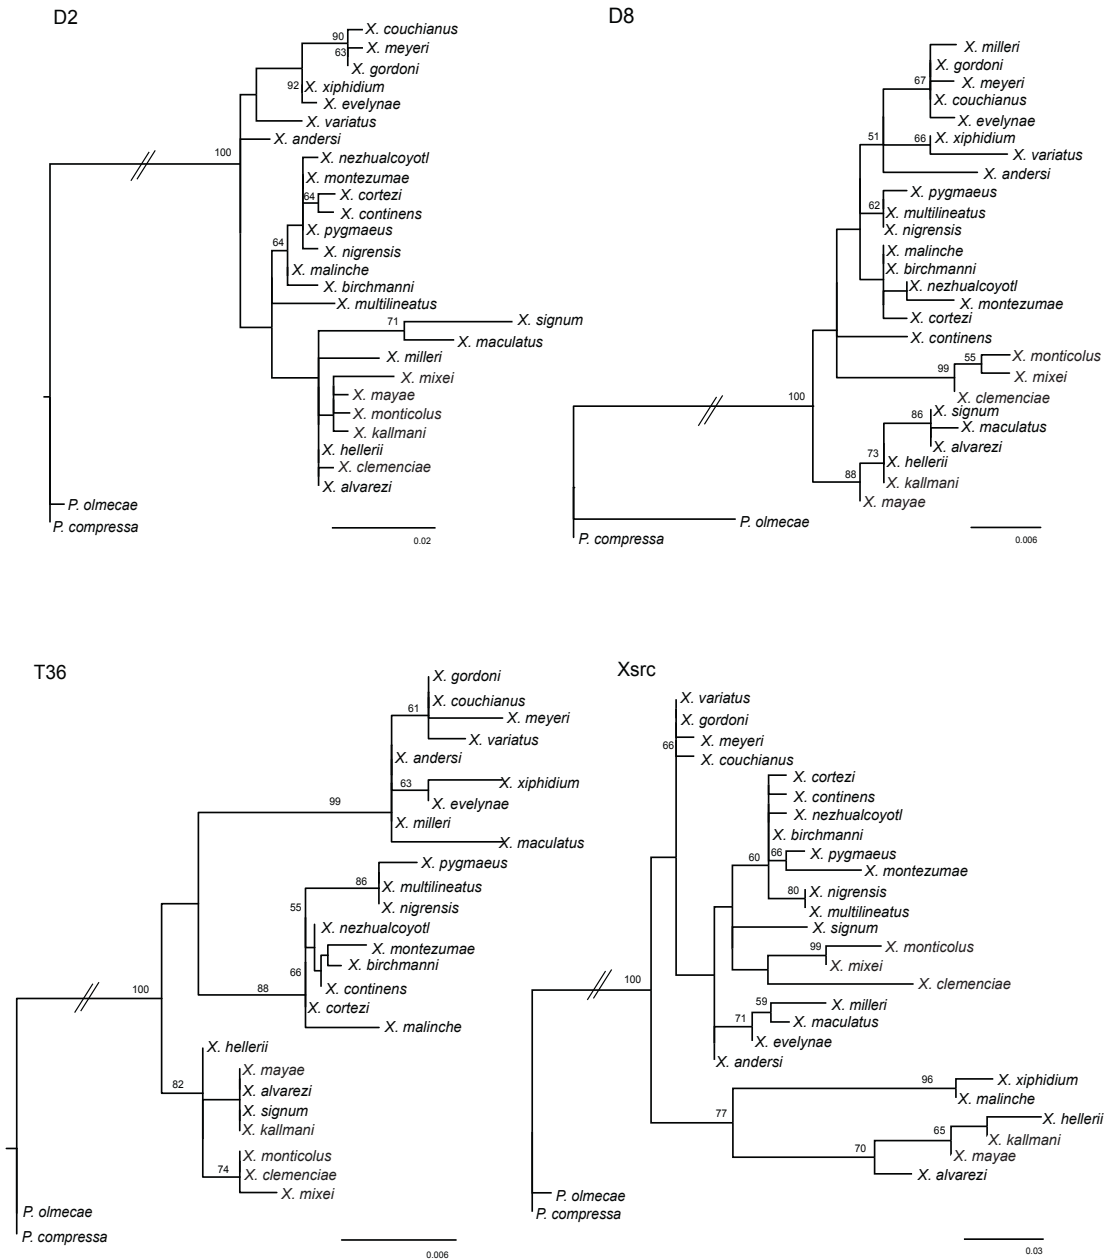 D2
90
X. couchianus
X. meyeri
63
X. gordoni
92
X. xiphidium
X. evelynae
X. variatus
X. andersi
100
X. nezhualcoyotl
X. montezumae
64
X. cortezi
X. continens
X. pygmaeus
64
X. nigrensis
X. malinche
X. birchmanni
X. multilineatus
71
X. signum
X. maculatus
X. milleri
X. mixei
X. mayae
X. monticolus
X. kallmani
X. hellerii
X. clemenciae
X. alvarezi
P. olmecae
P. compressa
0.02
D8
X. milleri
X. gordoni
67
X. meyeri
X. couchianus
X. evelynae
51
66
X. xiphidium
X. variatus
X. andersi
X. pygmaeus
62
X. multilineatus
X. nigrensis
X. malinche
X. birchmanni
X. nezhualcoyotl
X. montezumae
X. cortezi
X. continens
55
X. monticolus
99
X. mixei
X. clemenciae
100
X. signum
86
X. maculatus
X. alvarezi
73
X. hellerii
88
X. kallmani
X. mayae
P. olmecae
P. compressa
0.006
T36
X. gordoni
X. couchianus
61
X. meyeri
X. variatus
X. andersi
63
X. xiphidium
X. evelynae
99
X. milleri
X. maculatus
X. pygmaeus
86
X. multilineatus
X. nigrensis
55
X. nezhualcoyotl
X. montezumae
X. birchmanni
66
X. continens
88
X. cortezi
100
X. malinche
X. hellerii
X. mayae
82
X. alvarezi
X. signum
X. kallmani
X. monticolus
74
X. clemenciae
X. mixei
P. olmecae
P. compressa
0.006
Xsrc
X. variatus
X. gordoni
66
X. meyeri
X. couchianus
X. cortezi
X. continens
X. nezhualcoyotl
X. birchmanni
60
66
X. pygmaeus
X. montezumae
80
X. nigrensis
X. multilineatus
X. signum
99
X. monticolus
X. mixei
100
X. clemenciae
59
X. milleri
71
X. maculatus
X. evelynae
X. andersi
96
X. xiphidium
X. malinche
77
X. hellerii
65
X. kallmani
70
X. mayae
X. alvarezi
P. olmecae
P. compressa
0.03